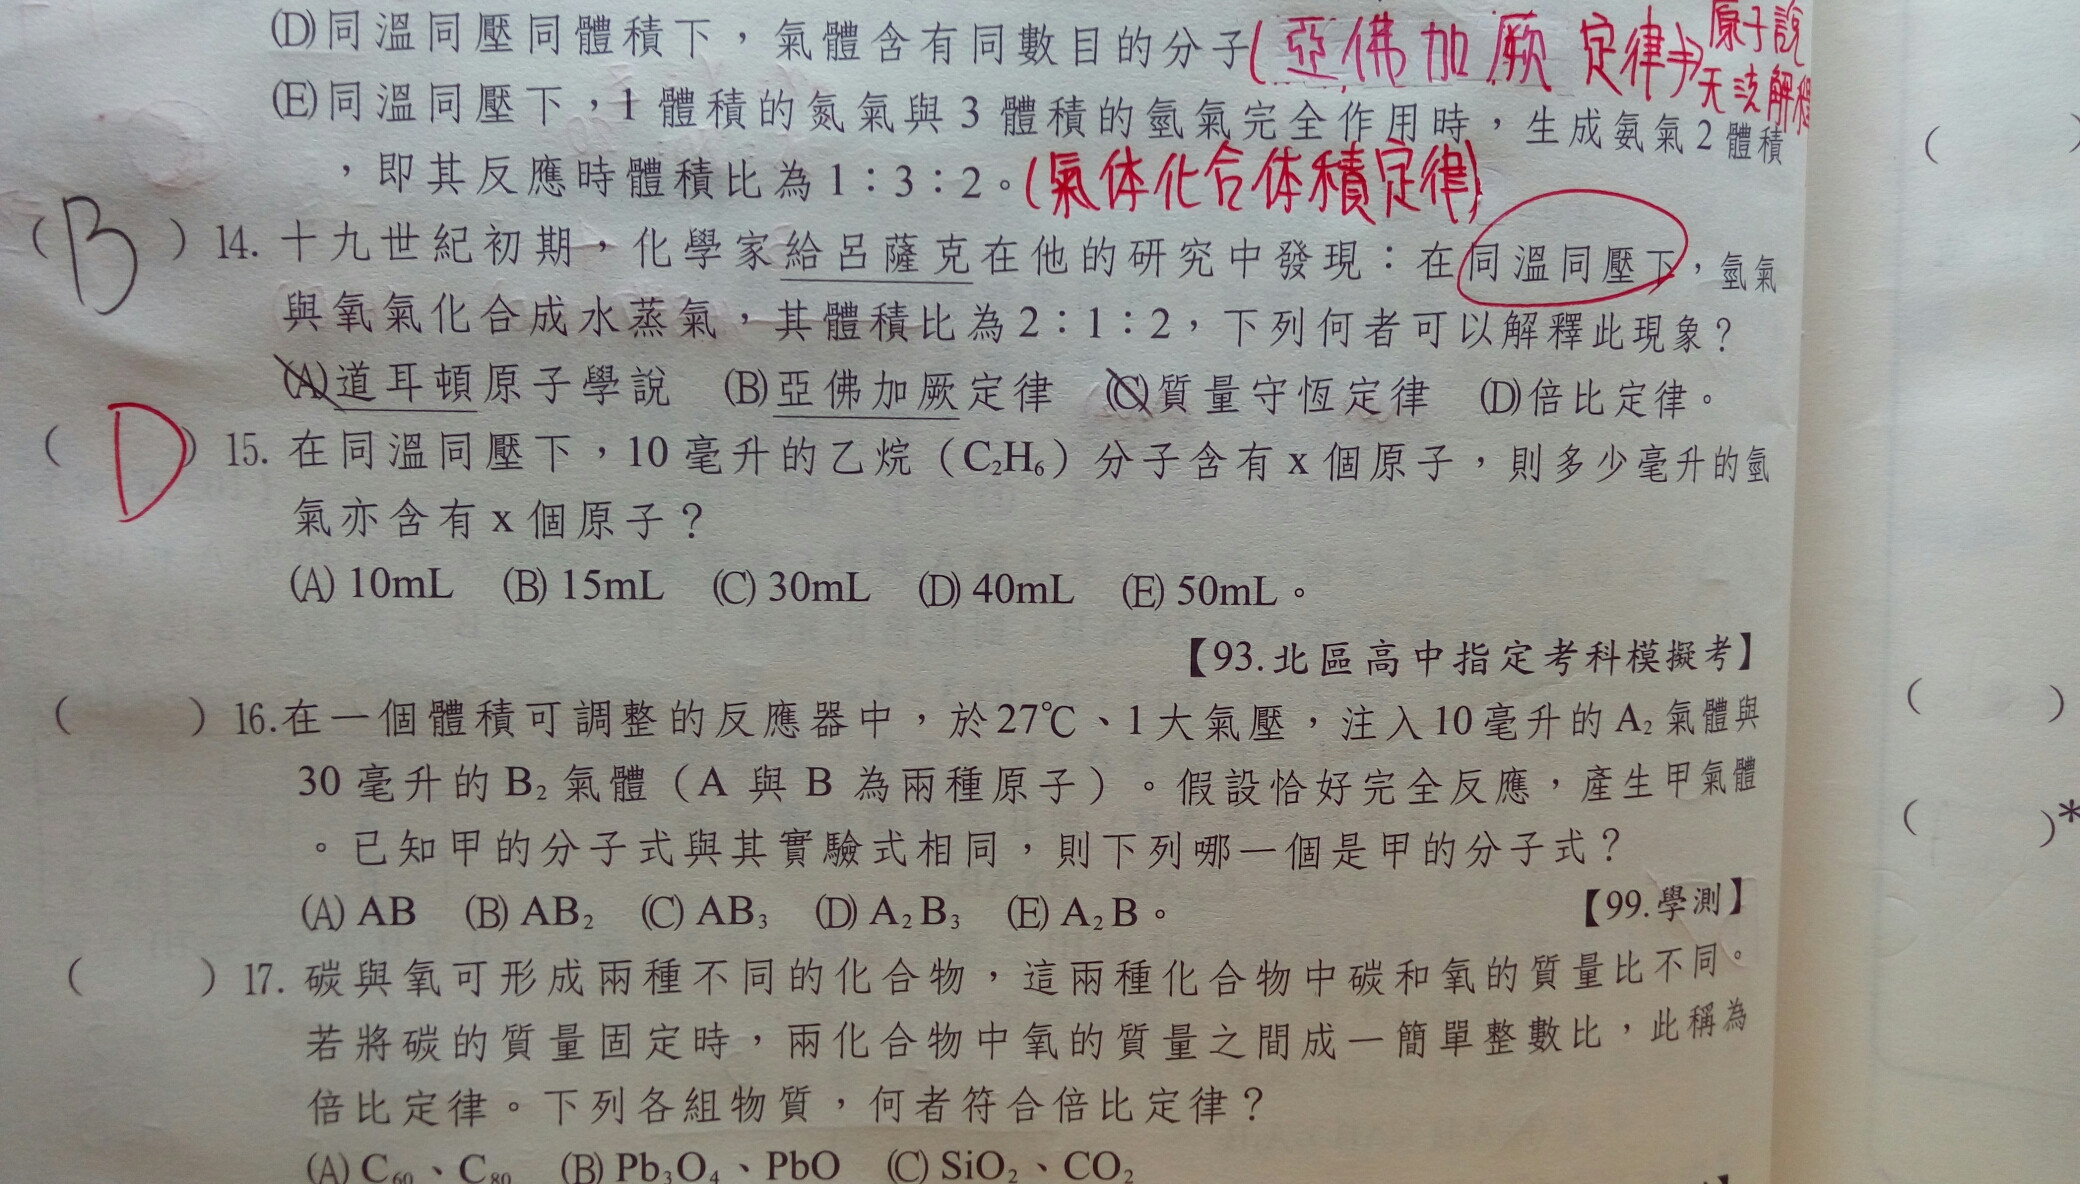 (D)同溫同壓同體積下，氣體含有同數目的分子(亞佛加厥定律) 原子說
無法解釋
(E)同溫同壓下，1體積的氮氣與3體積的氫氣完全作用時，生成氨氣2體積
，即其反應時體積比為1：3：2。(氣体化合体積定律)
(B)14. 十九世紀初期，化學家給呂薩克在他的研究中發現：在同溫同壓下，氫氣
與氧氣化合成水蒸氣，其體積比為2：1：2，下列何者可以解釋此現象？
(A)道耳頓原子學說 (B)亞佛加厥定律 (C)質量守恆定律 (D)倍比定律。
(D)15. 在同溫同壓下，10毫升的乙烷（C₂H₆）分子含有x個原子，則多少毫升的氫
氣亦含有x個原子？
(A) 10mL (B) 15mL (C) 30mL (D) 40mL (E) 50mL。
【93.北區高中指定考科模擬考】
( )16.在一個體積可調整的反應器中，於27℃、1大氣壓，注入10毫升的A₂氣體與
30毫升的B₂氣體（A與B為兩種原子）。假設恰好完全反應，產生甲氣體
。已知甲的分子式與其實驗式相同，則下列哪一個是甲的分子式？
(A) AB (B) AB₂ (C) AB₃ (D) A₂B₃ (E) A₂B。 【99.學測】
( )17. 碳與氧可形成兩種不同的化合物，這兩種化合物中碳和氧的質量比不同。
若將碳的質量固定時，兩化合物中氧的質量之間成一簡單整數比，此稱為
倍比定律。下列各組物質，何者符合倍比定律？
(A) C₆₀、C₈₀ (B) Pb₃O₄、PbO (C) SiO₂、CO₂
( )
( )
( )*